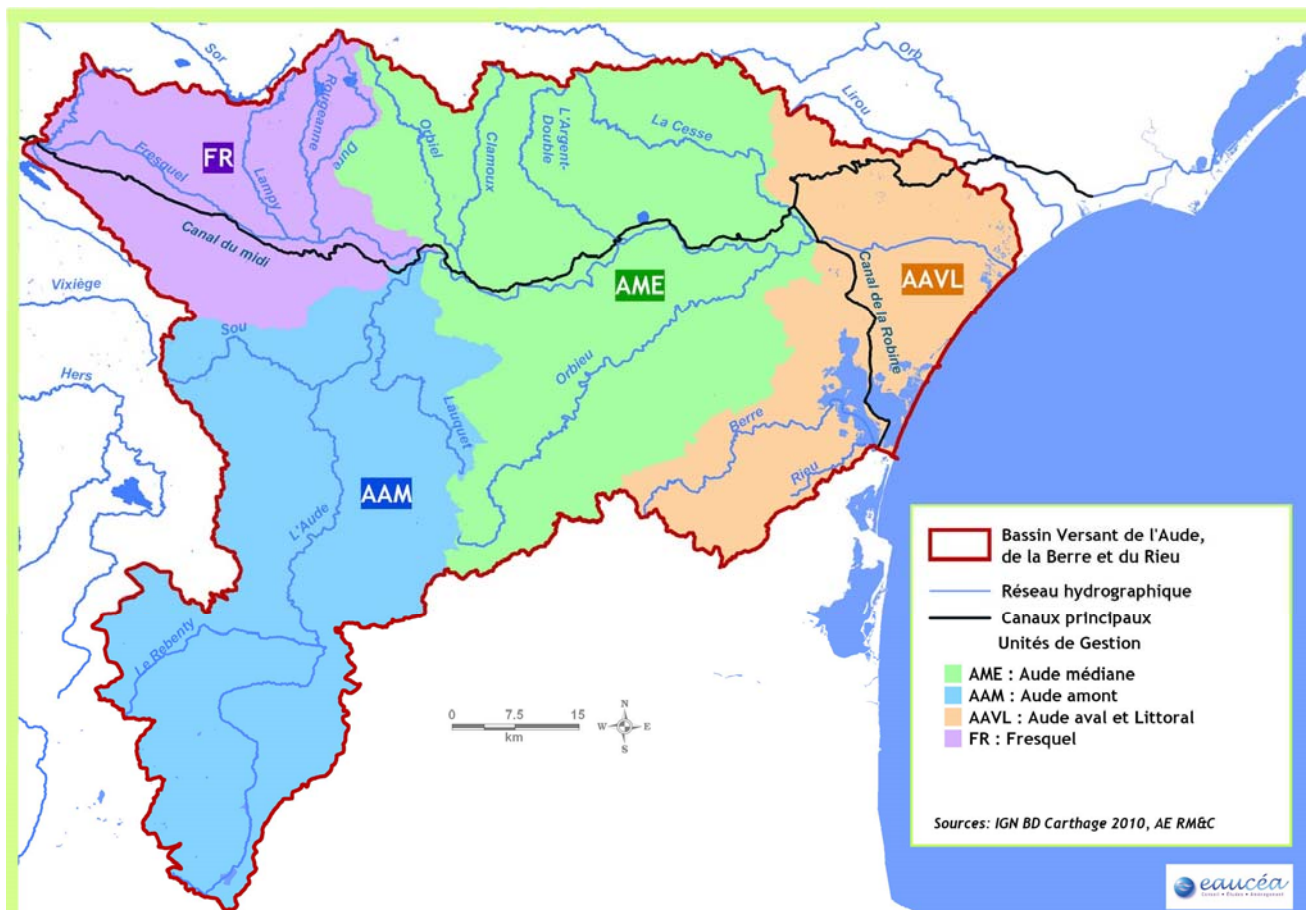 Sor
Orb
Lirou
Rougeanne
Dure
Orbiel
Clamoux
L'Argent-
Double
La Cesse
FR
Fresquel
Lampy
Canal du midi
AME
AAVL
Canal de la Robine
Vixiège
Sou
Hers
Orbieu
Lauquet
Berre
Rieu
AAM
L'Aude
Le Rebenty
0 7.5 15
km
N
W E
S
Bassin Versant de l'Aude,
de la Berre et du Rieu
Réseau hydrographique
Canaux principaux
Unités de Gestion
AME : Aude médiane
AAM : Aude amont
AAVL : Aude aval et Littoral
FR : Fresquel
Sources: IGN BD Carthage 2010, AE RM&C
eaucéa
Conseil • Études • Aménagement